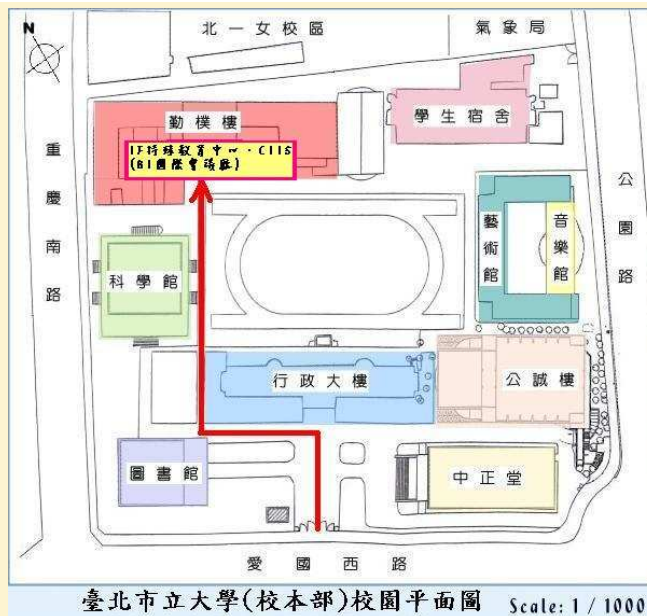 N
北一女校區
氣象局
勤樸樓
1F特殊教育中心．C115
(B1國際會議廳)
學生宿舍
重慶南路
公園路
科學館
藝術館
音樂館
行政大樓
公誠樓
圖書館
中正堂
愛國西路
臺北市立大學(校本部)校園平面圖 Scale: 1 / 1000